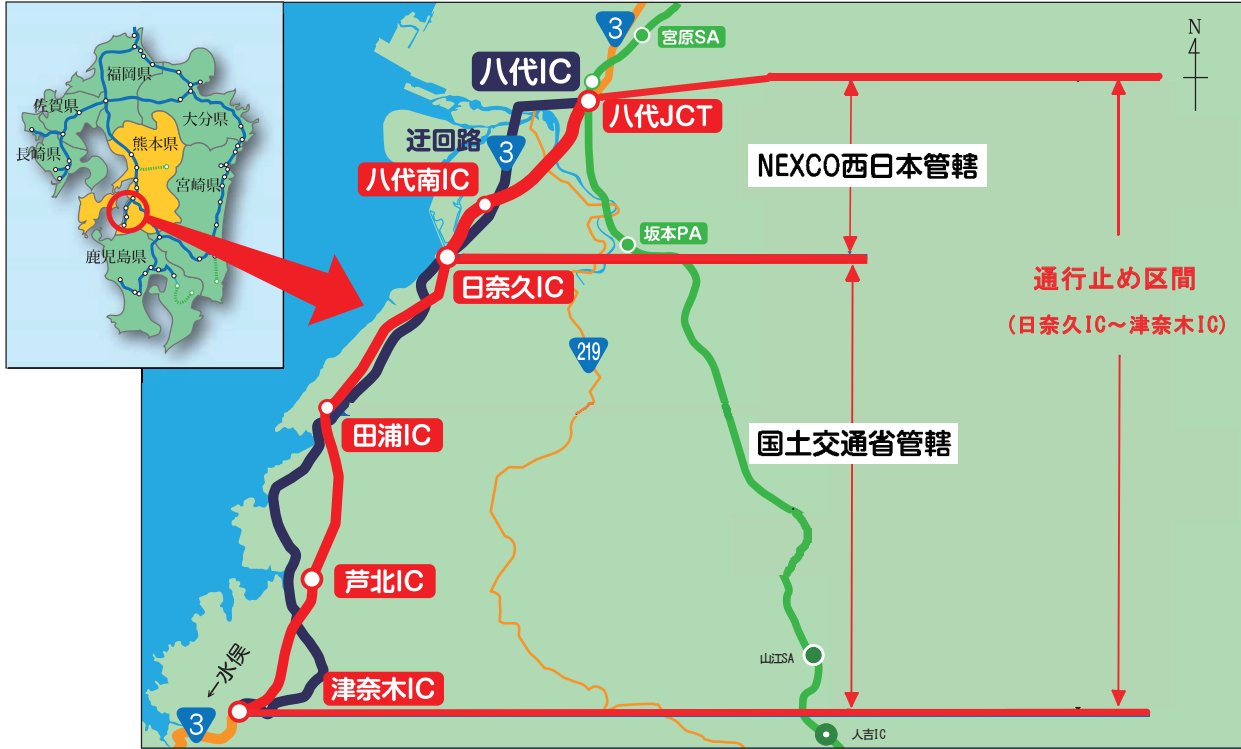 福岡県
佐賀県
大分県
長崎県
熊本県
宮崎県
鹿児島県
3
宮原SA
N
八代IC
八代JCT
迂回路
3
八代南IC
NEXCO西日本管轄
坂本PA
日奈久IC
通行止め区間
(日奈久IC～津奈木IC)
219
田浦IC
国土交通省管轄
芦北IC
←水俣
山江SA
津奈木IC
3
人吉IC